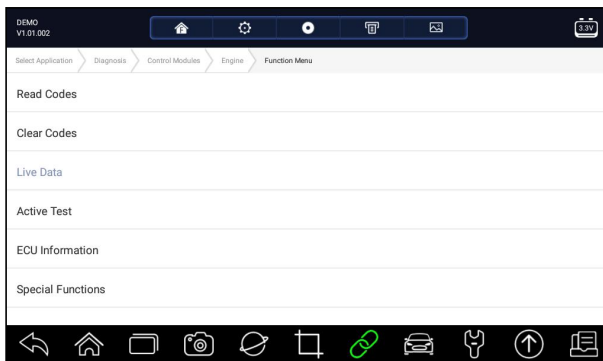 DEMO
V1.01.002
3.3V
Select Application Diagnosis Control Modules Engine Function Menu
Read Codes
Clear Codes
Live Data
Active Test
ECU Information
Special Functions